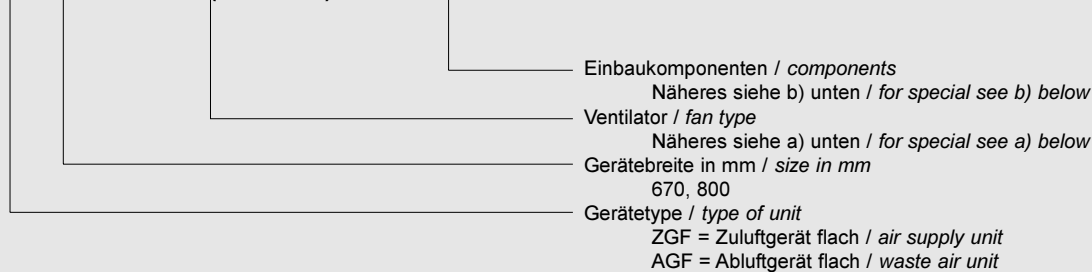 Einbaukomponenten / components
Näheres siehe b) unten / for special see b) below
Ventilator / fan type
Näheres siehe a) unten / for special see a) below
Gerätebreite in mm / size in mm
670, 800
Gerätetype / type of unit
ZGF = Zuluftgerät flach / air supply unit
AGF = Abluftgerät flach / waste air unit